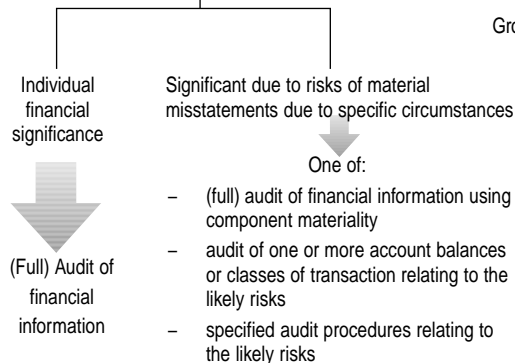 Gro
Individual
financial
significance
Significant due to risks of material
misstatements due to specific circumstances
One of:
– (full) audit of financial information using
component materiality
– audit of one or more account balances
or classes of transaction relating to the
likely risks
– specified audit procedures relating to
the likely risks
(Full) Audit of
financial
information